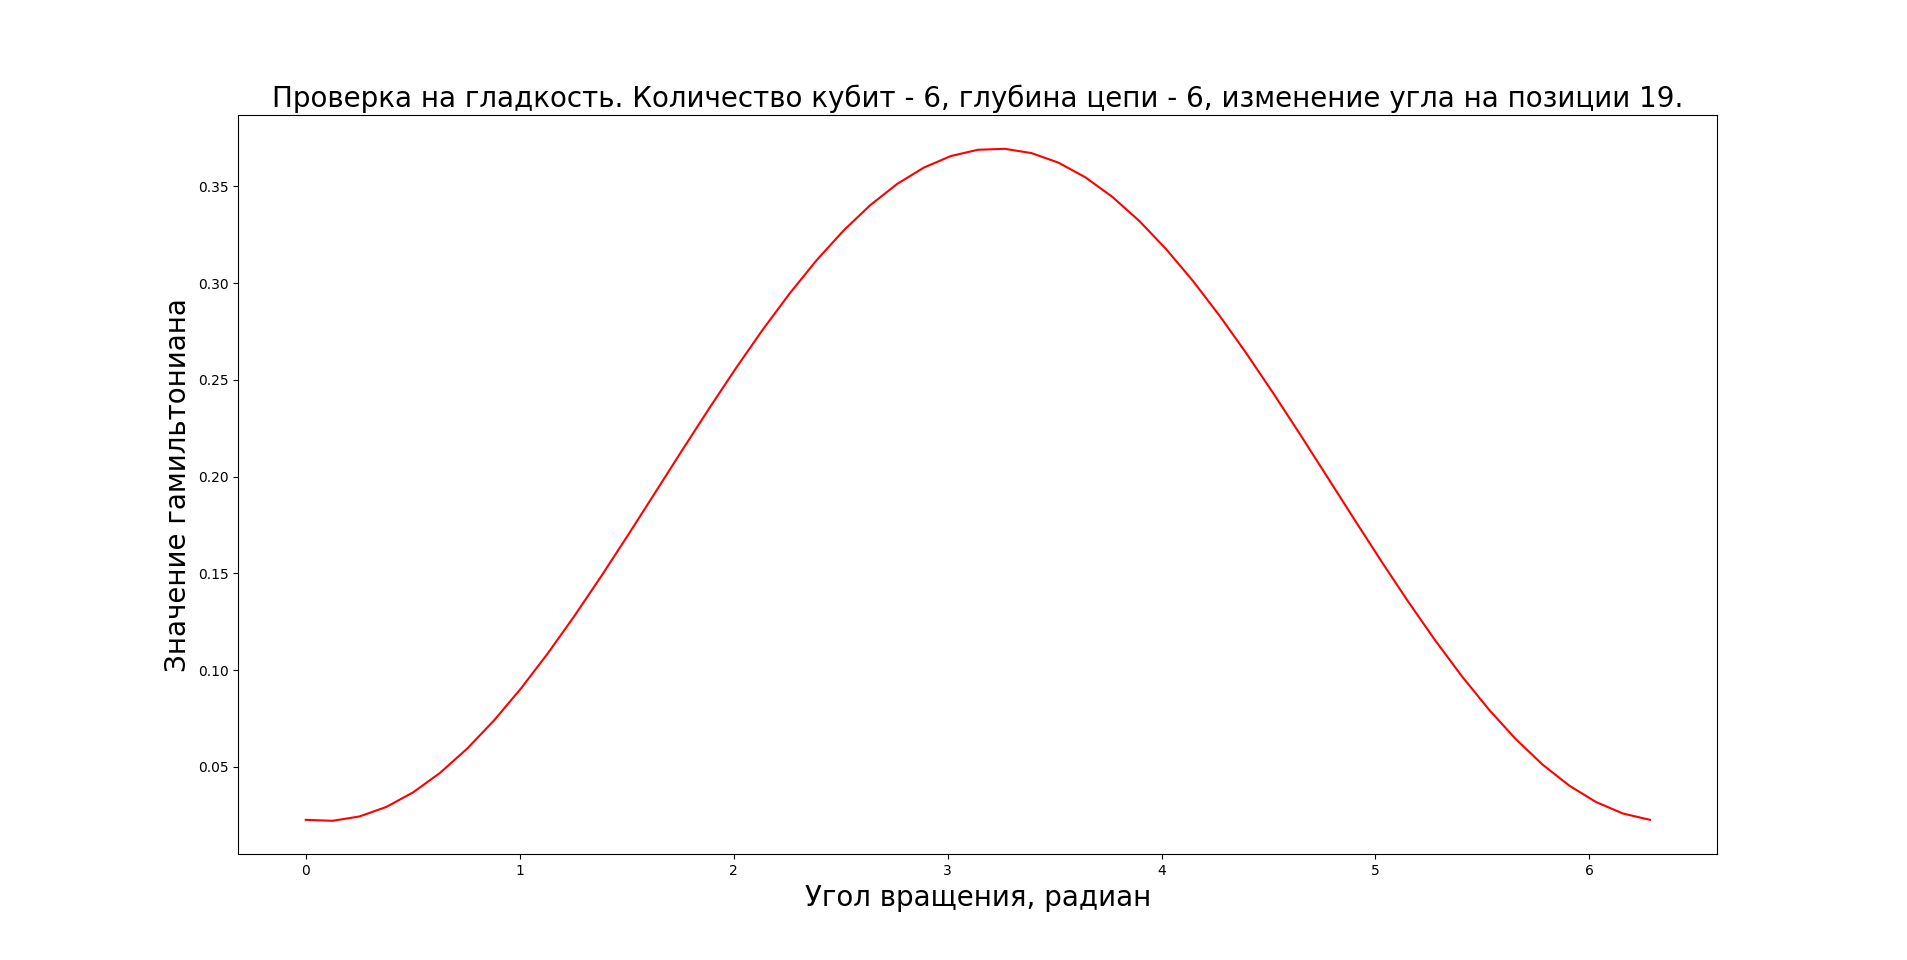 Проверка на гладкость. Количество кубит - 6, глубина цепи - 6, изменение угла на позиции 19.
Значение гамильтониана
0.35
0.30
0.25
0.20
0.15
0.10
0.05
0 1 2 3 4 5 6
Угол вращения, радиан